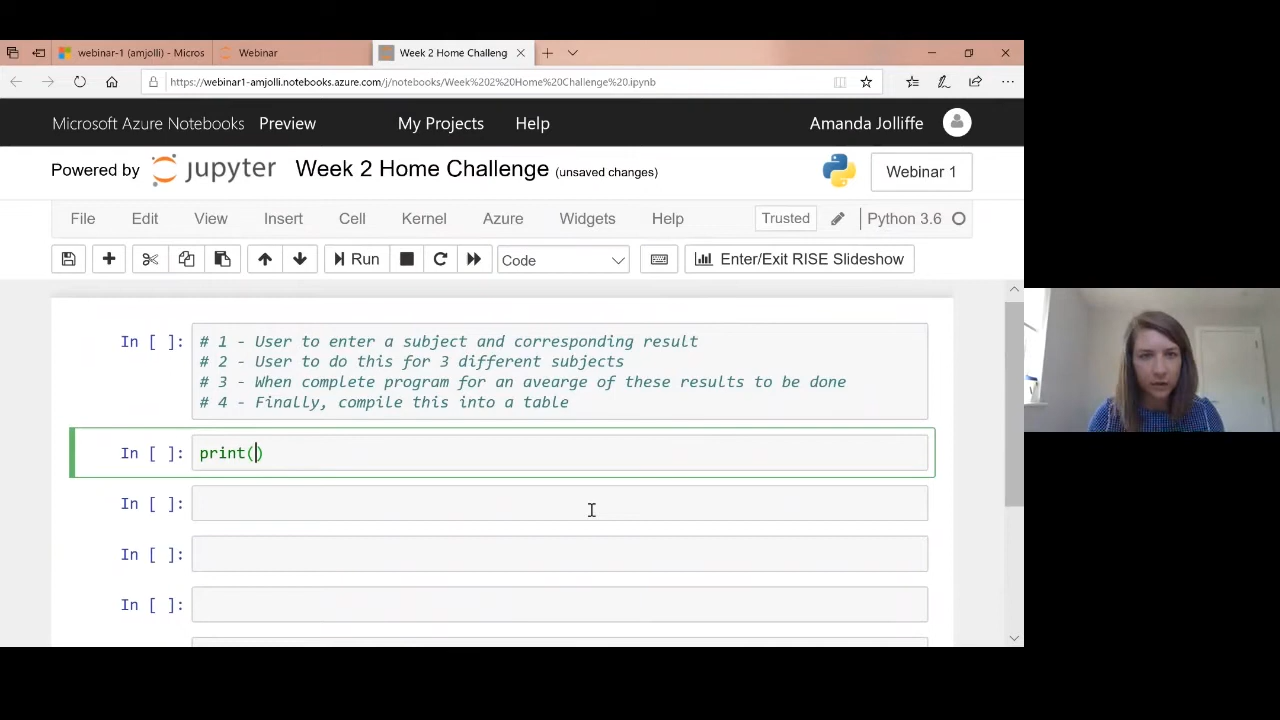 webinar-1 (amjolli) - Micros
Webinar
Week 2 Home Challeng
https://webinar1-amjolli.notebooks.azure.com/j/notebooks/Week%202%20Home%20Challenge%20.ipynb
Microsoft Azure Notebooks Preview My Projects Help Amanda Jolliffe
Powered by jupyter Week 2 Home Challenge (unsaved changes) Webinar 1
File Edit View Insert Cell Kernel Azure Widgets Help Trusted Python 3.6
Run Code Enter/Exit RISE Slideshow
In [ ]: # 1 - User to enter a subject and corresponding result
# 2 - User to do this for 3 different subjects
# 3 - When complete program for an avearge of these results to be done
# 4 - Finally, compile this into a table
In [ ]: print()
In [ ]:
In [ ]:
In [ ]: